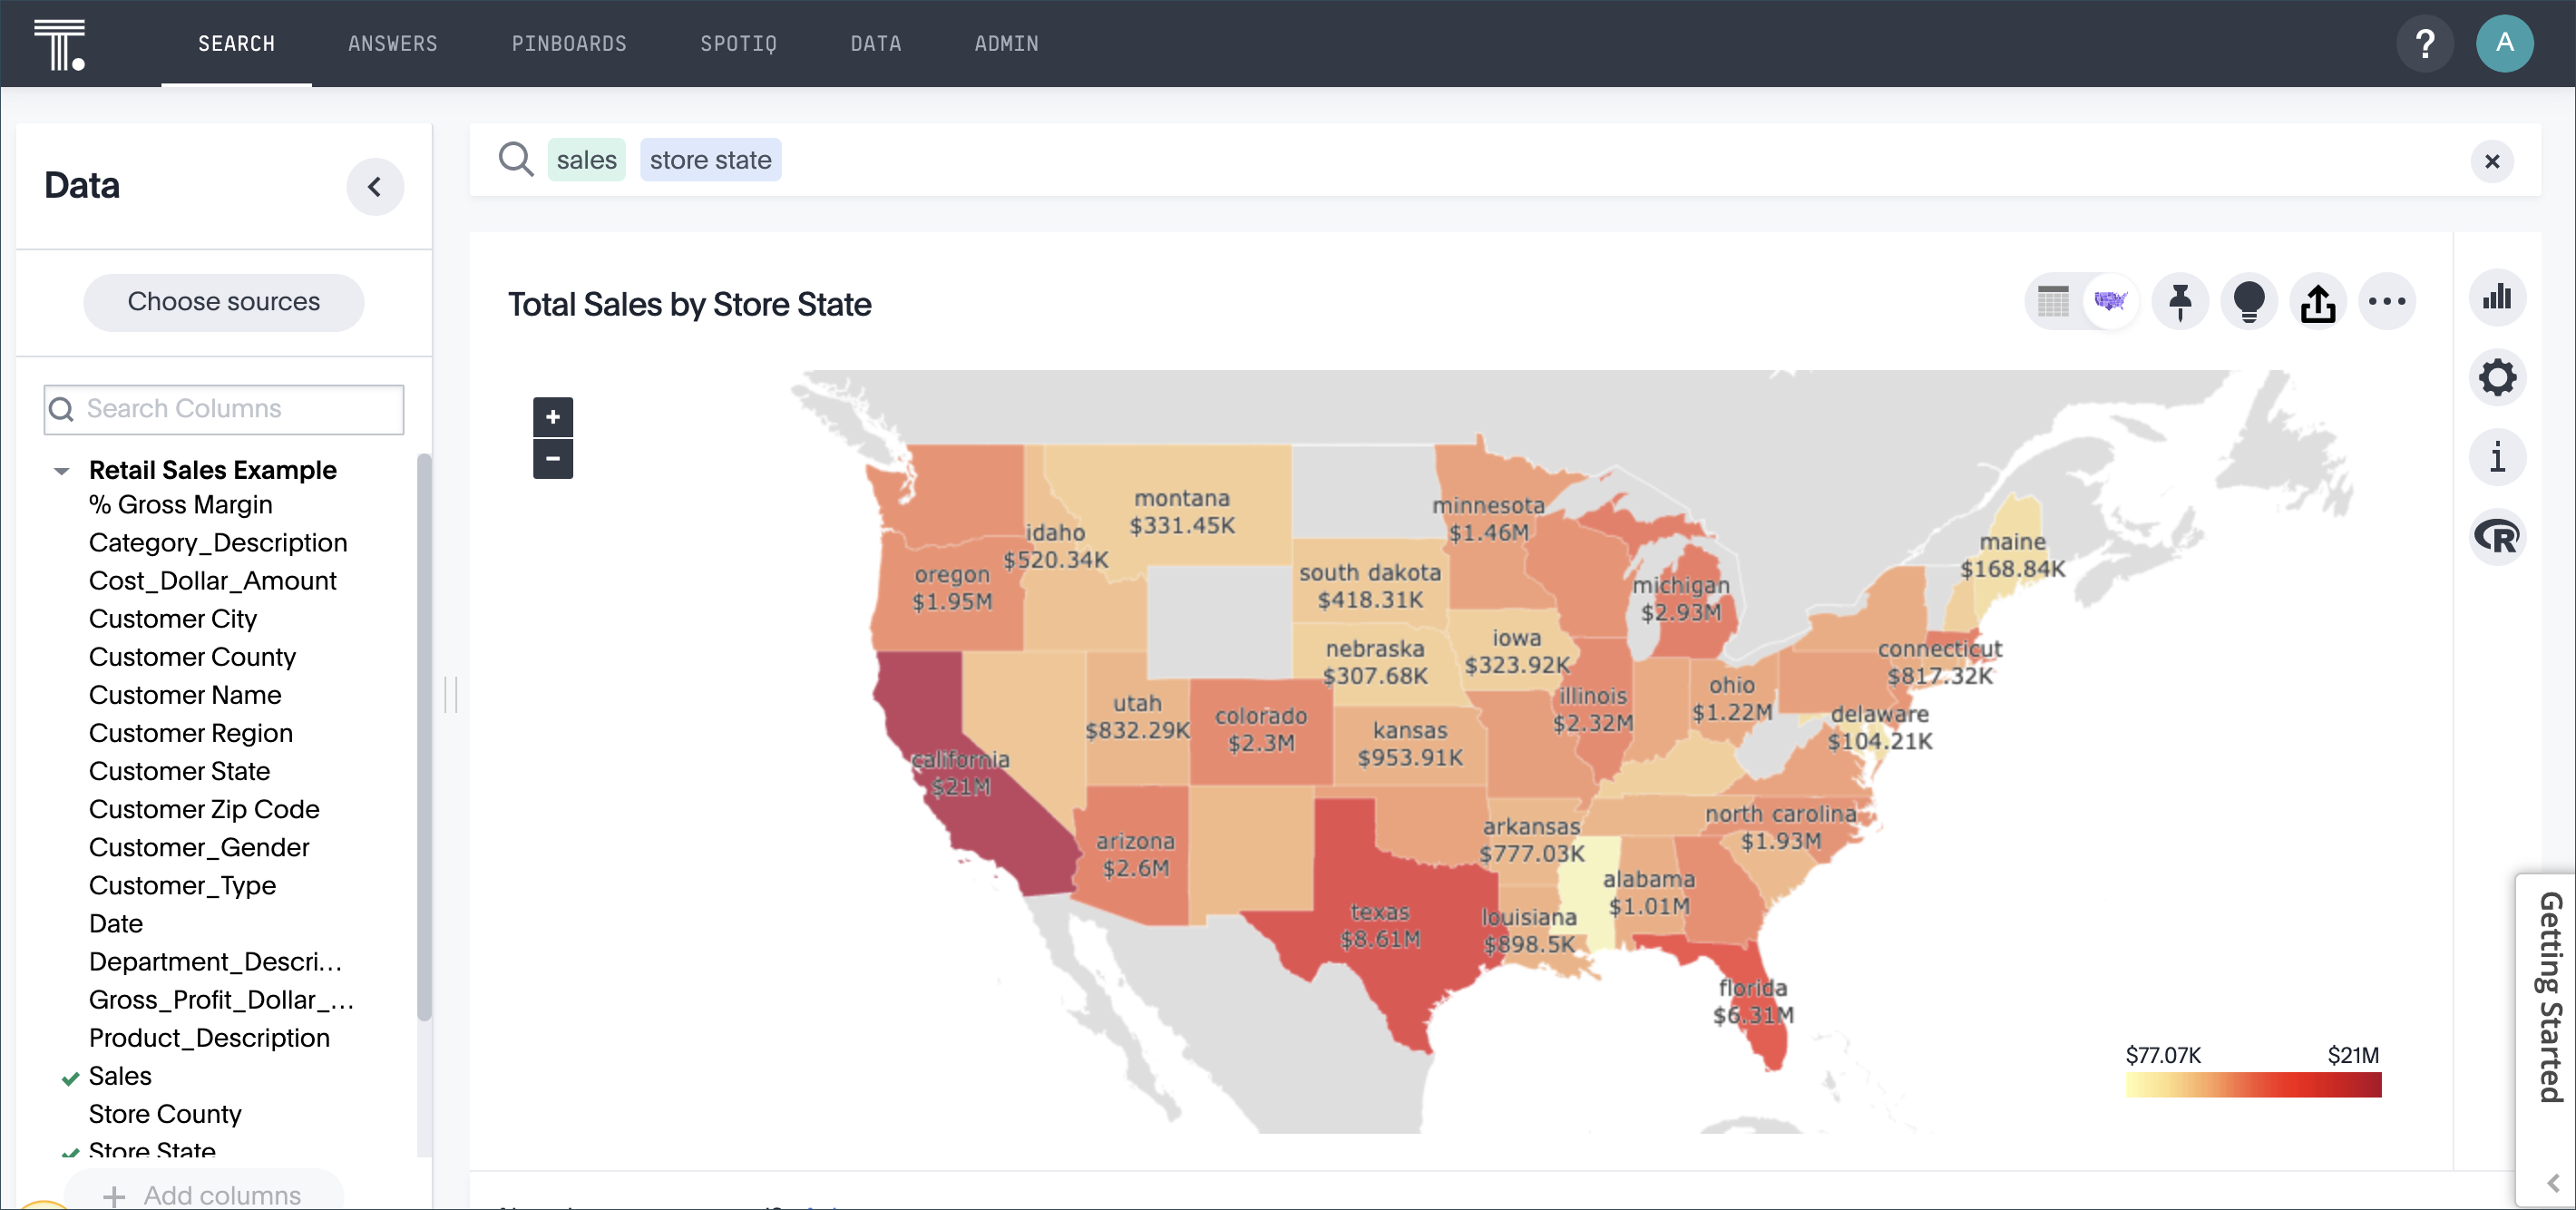 SEARCH ANSWERS PINBOARDS SPOTIQ DATA ADMIN ? A
Data
Choose sources
Search Columns
Retail Sales Example
% Gross Margin
Category_Description
Cost_Dollar_Amount
Customer City
Customer County
Customer Name
Customer Region
Customer State
Customer Zip Code
Customer_Gender
Customer_Type
Date
Department_Descri...
Gross_Profit_Dollar_...
Product_Description
Sales
Store County
Store State
+ Add columns
sales store state
Total Sales by Store State
+
−
montana
$331.45K
minnesota
$1.46M
idaho
$520.34K
maine
$168.84K
oregon
$1.95M
south dakota
$418.31K
michigan
$2.93M
nebraska
$307.68K
iowa
$323.92K
connecticut
$817.32K
utah
$832.29K
colorado
$2.3M
kansas
$953.91K
illinois
$2.32M
ohio
$1.22M
delaware
$104.21K
california
$21M
arizona
$2.6M
arkansas
$777.03K
north carolina
$1.93M
texas
$8.61M
louisiana
$898.5K
alabama
$1.01M
florida
$6.31M
$77.07K $21M
i
R
Getting Started